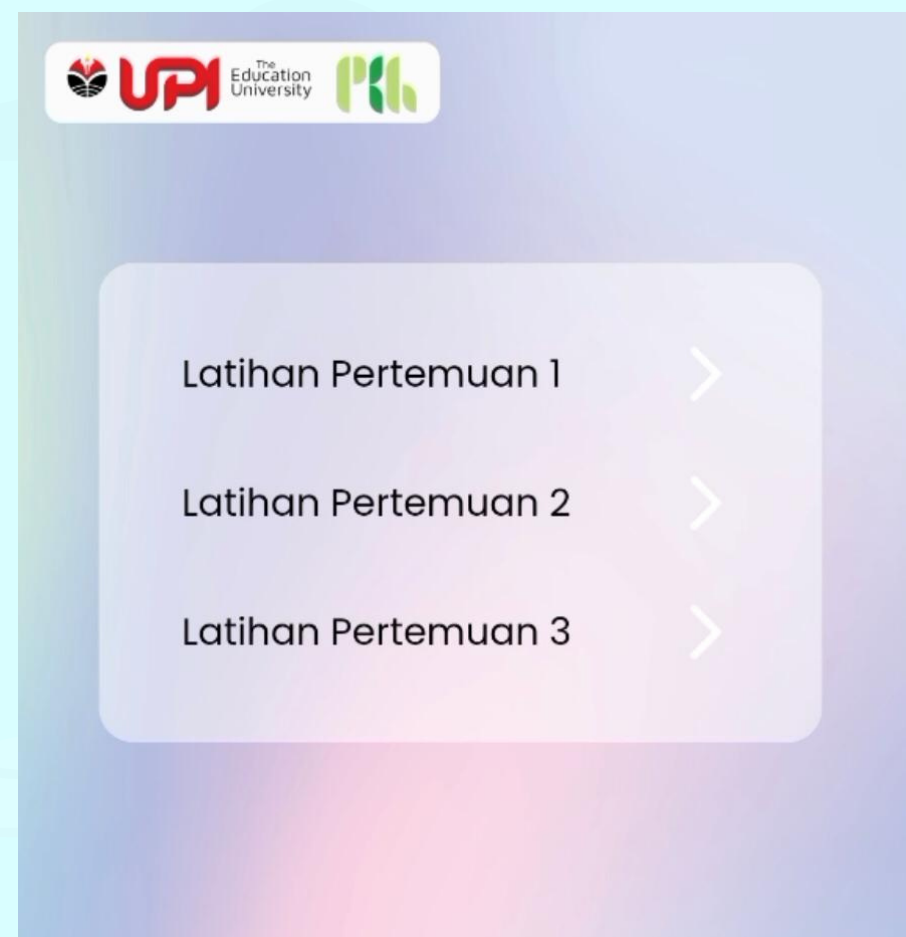 UPI
The
Education
University
Latihan Pertemuan 1
Latihan Pertemuan 2
Latihan Pertemuan 3